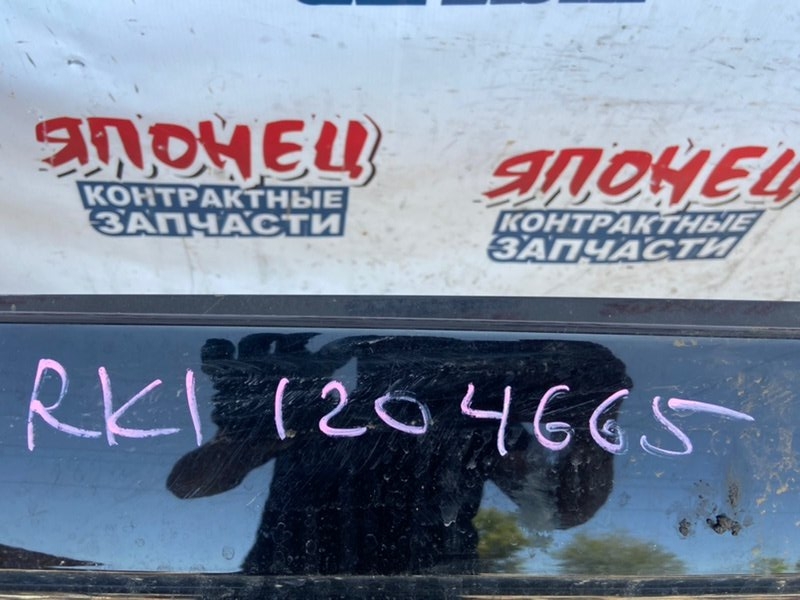 ЯПОНЕЦ
КОНТРАКТНЫЕ
ЗАПЧАСТИ
ЯПОНЕЦ
КОНТРАКТНЫЕ
ЗАПЧАСТИ
RK1 1204665